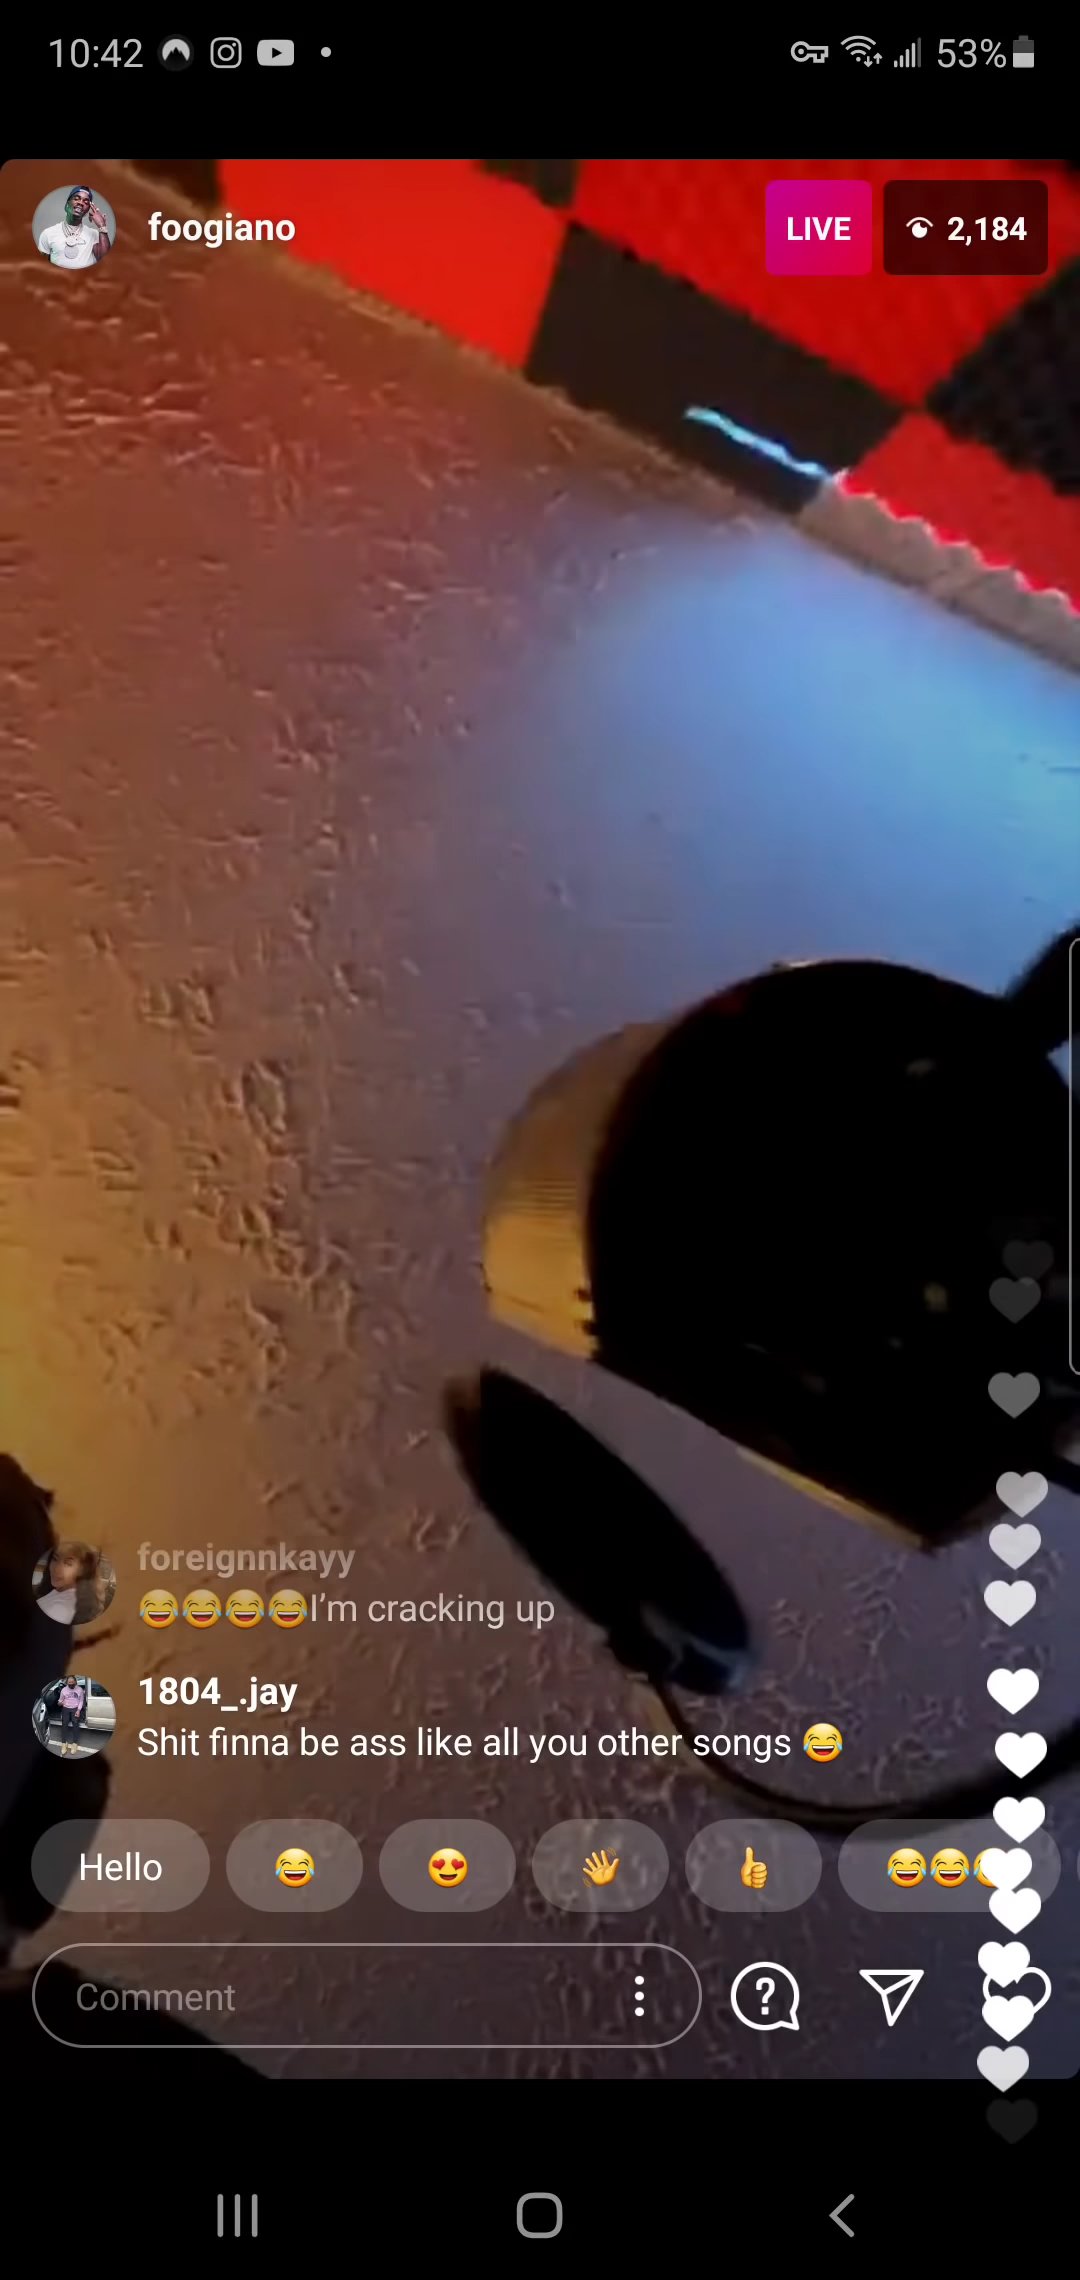 10:42
53%
foogiano
LIVE
2,184
foreignnkayy
😂😂😂😂I'm cracking up
1804_.jay
Shit finna be ass like all you other songs 😂
Hello 😂 😍 👋 👍 😂😂😂
Comment